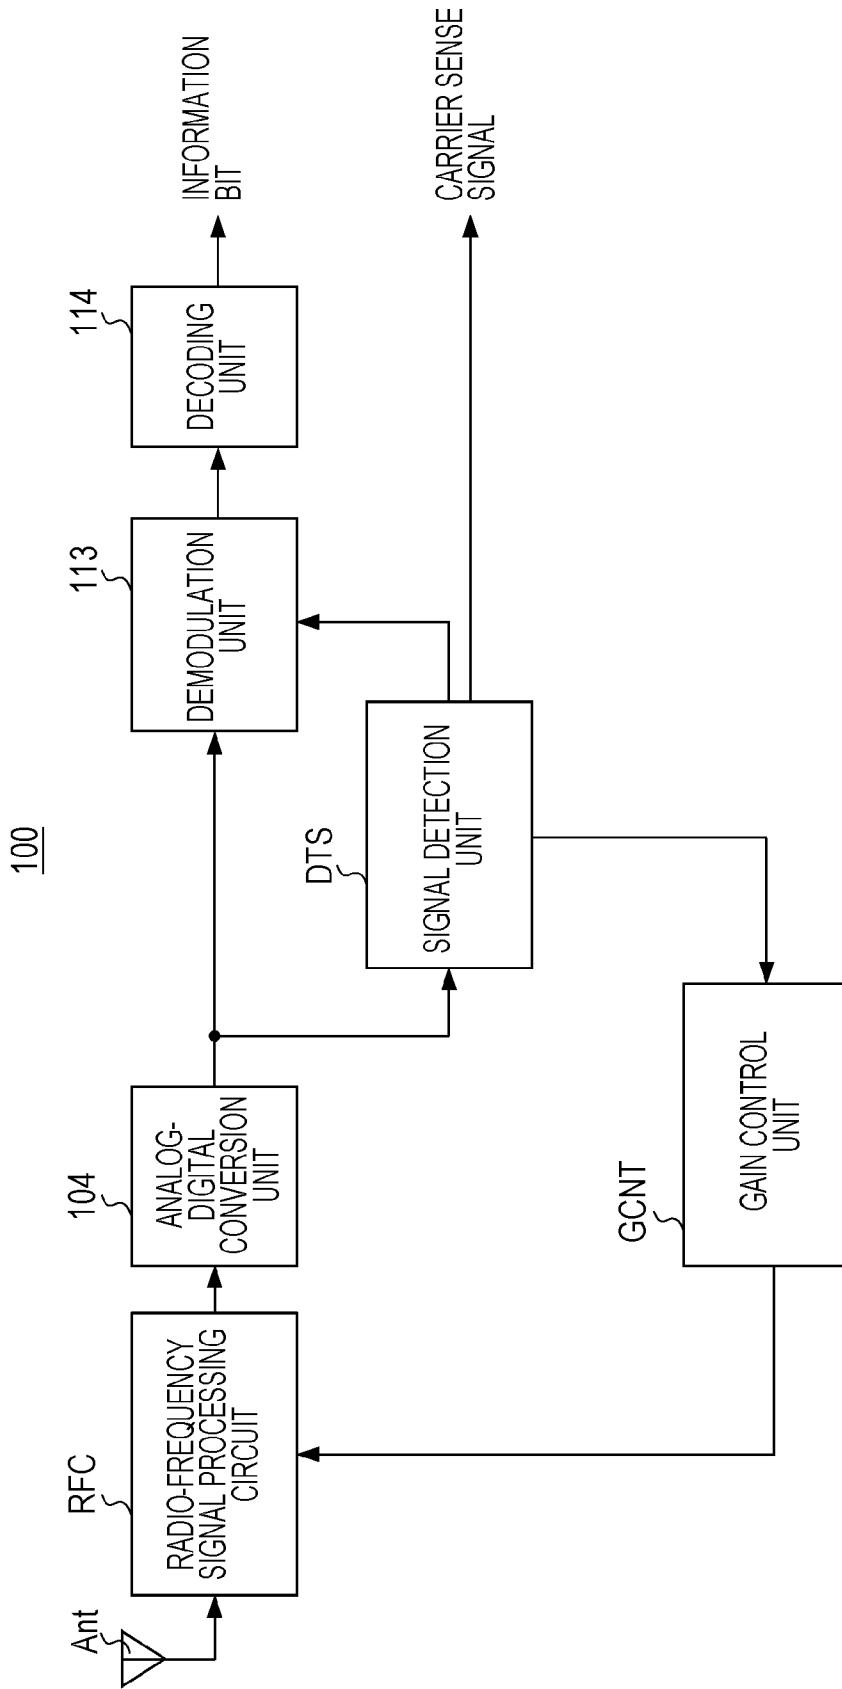 100
Ant
RFC
RADIO-FREQUENCY
SIGNAL PROCESSING
CIRCUIT
104
ANALOG-
DIGITAL
CONVERSION
UNIT
113
DEMODULATION
UNIT
114
DECODING
UNIT
INFORMATION
BIT
DTS
SIGNAL DETECTION
UNIT
CARRIER SENSE
SIGNAL
GCNT
GAIN CONTROL
UNIT